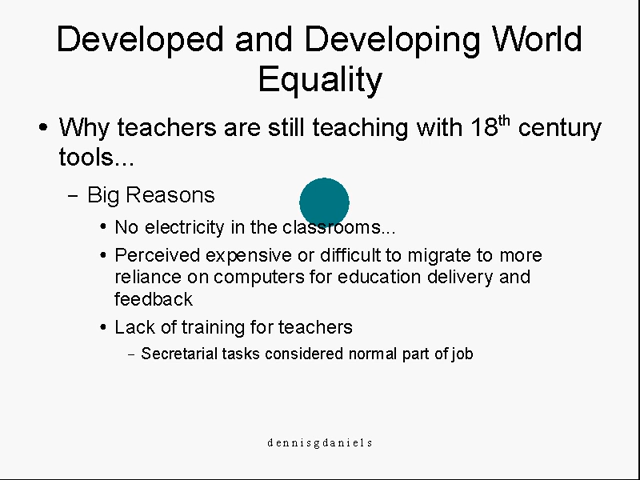 Developed and Developing World
Equality
• Why teachers are still teaching with 18th century
tools...
– Big Reasons
• No electricity in the classrooms...
• Perceived expensive or difficult to migrate to more
reliance on computers for education delivery and
feedback
• Lack of training for teachers
– Secretarial tasks considered normal part of job
dennisgdaniels